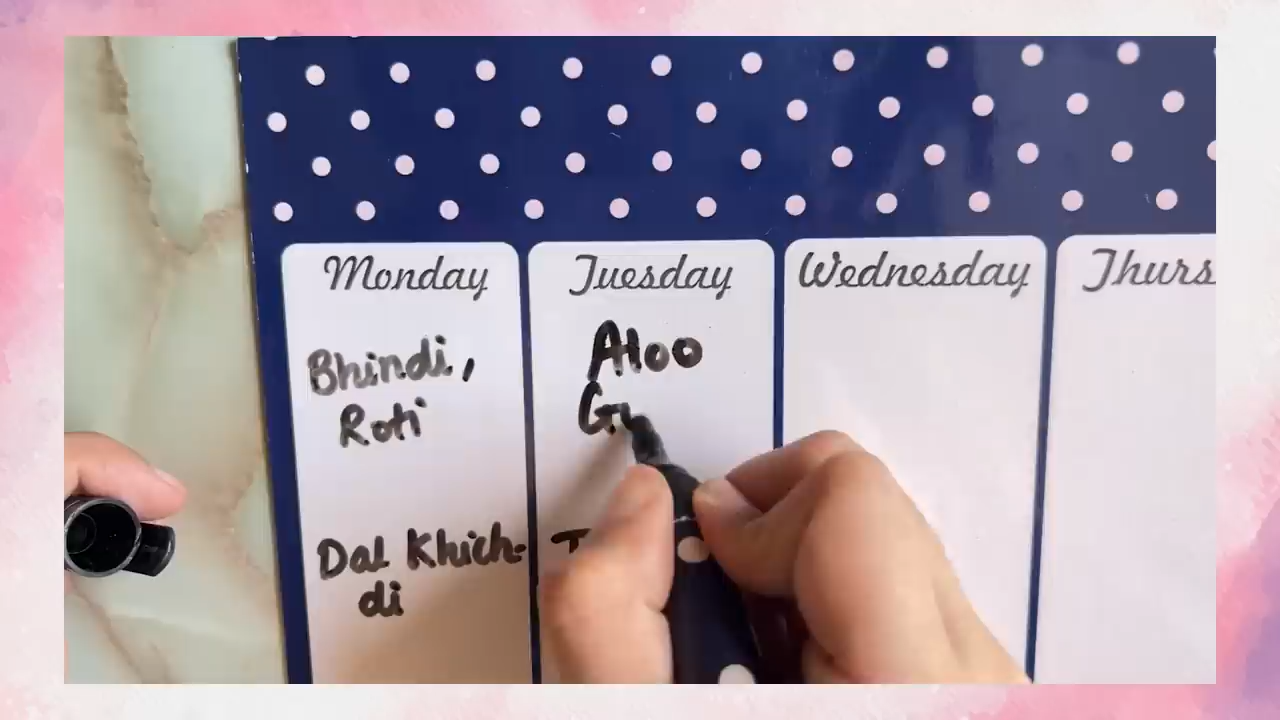 Monday
Tuesday
Wednesday
Thurs
Bhindi,
Roti
Aloo
Dal Khich-
di